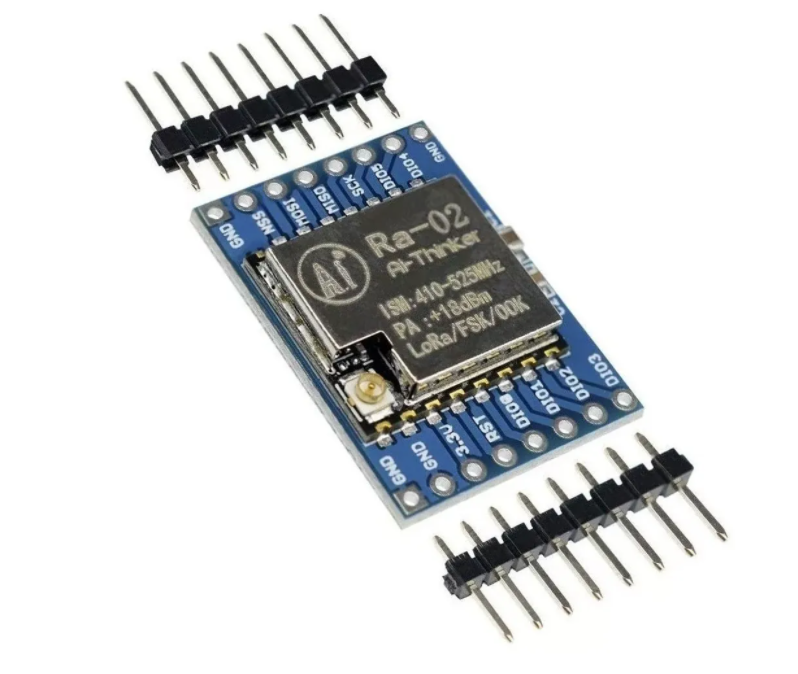 GND
NSS
MOSI
MISO
SCK
DIO5
DIO4
GND
Ai
Ra-02
Ai-Thinker
ISM:410-525MHz
PA :+18dBm
LoRa/FSK/OOK
GND
GND
3.3V
RST
DIO0
DIO1
DIO2
DIO3